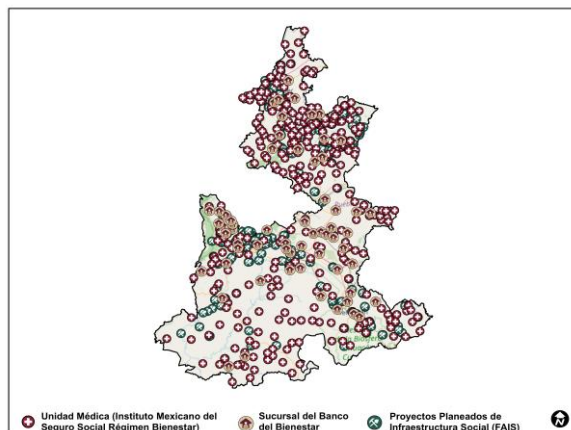 Unidad Médica (Instituto Mexicano del
Seguro Social Régimen Bienestar)
Sucursal del Banco
del Bienestar
Proyectos Planeados de
Infraestructura Social (FAIS)
N